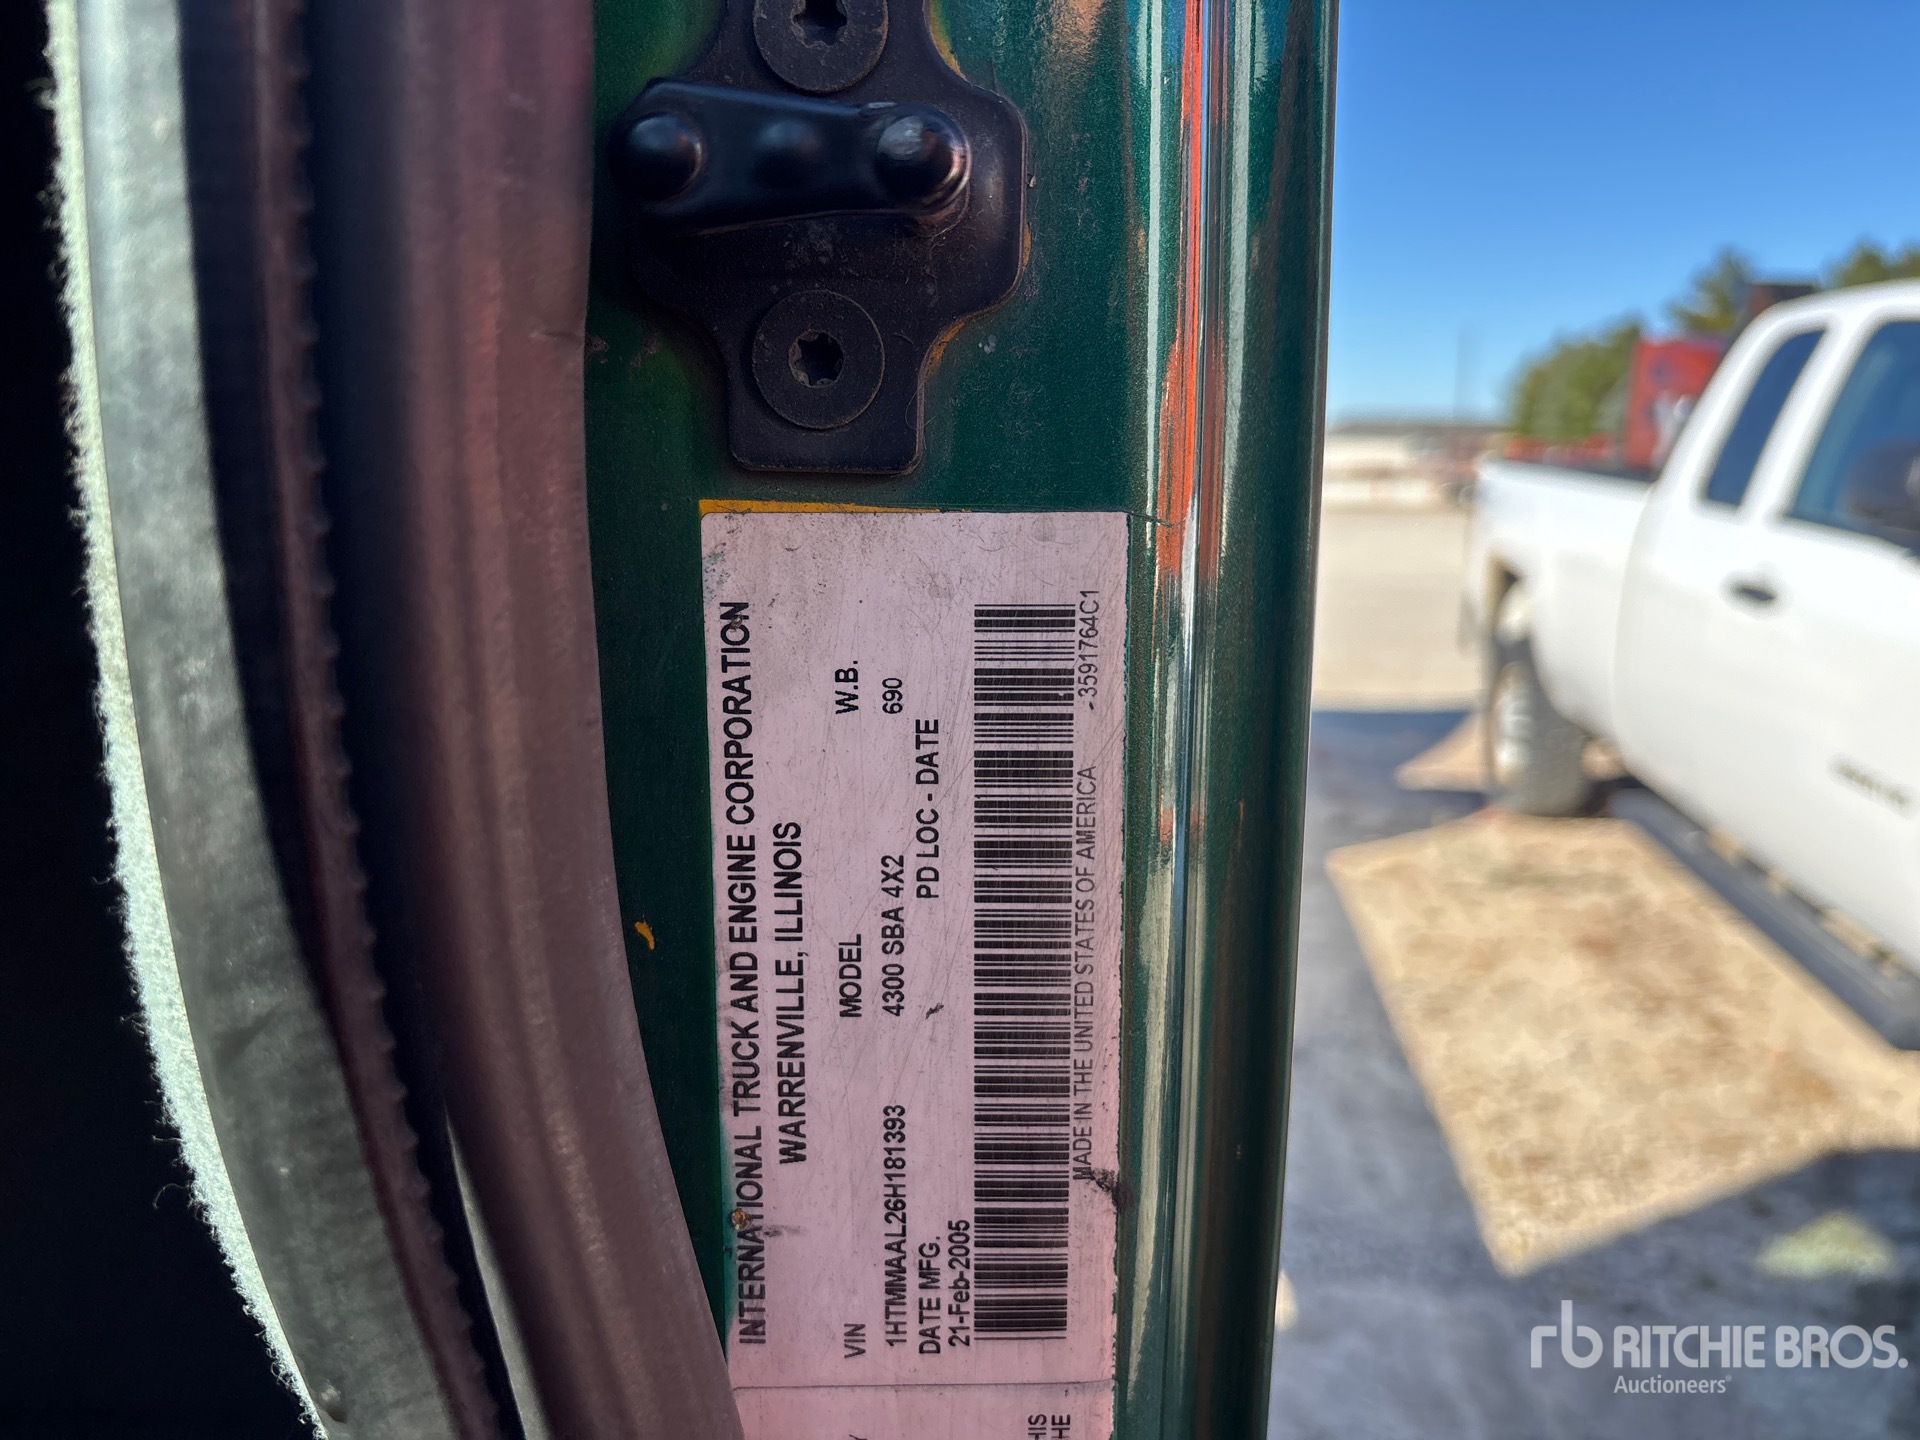 INTERNATIONAL TRUCK AND ENGINE CORPORATION
WARRENVILLE, ILLINOIS
VIN MODEL W.B.
1HTMMAAL26H181393 4300 SBA 4X2 690
DATE MFG. PD LOC - DATE
21-Feb-2005
MADE IN THE UNITED STATES OF AMERICA -3591764C1
rb RITCHIE BROS.
Auctioneers